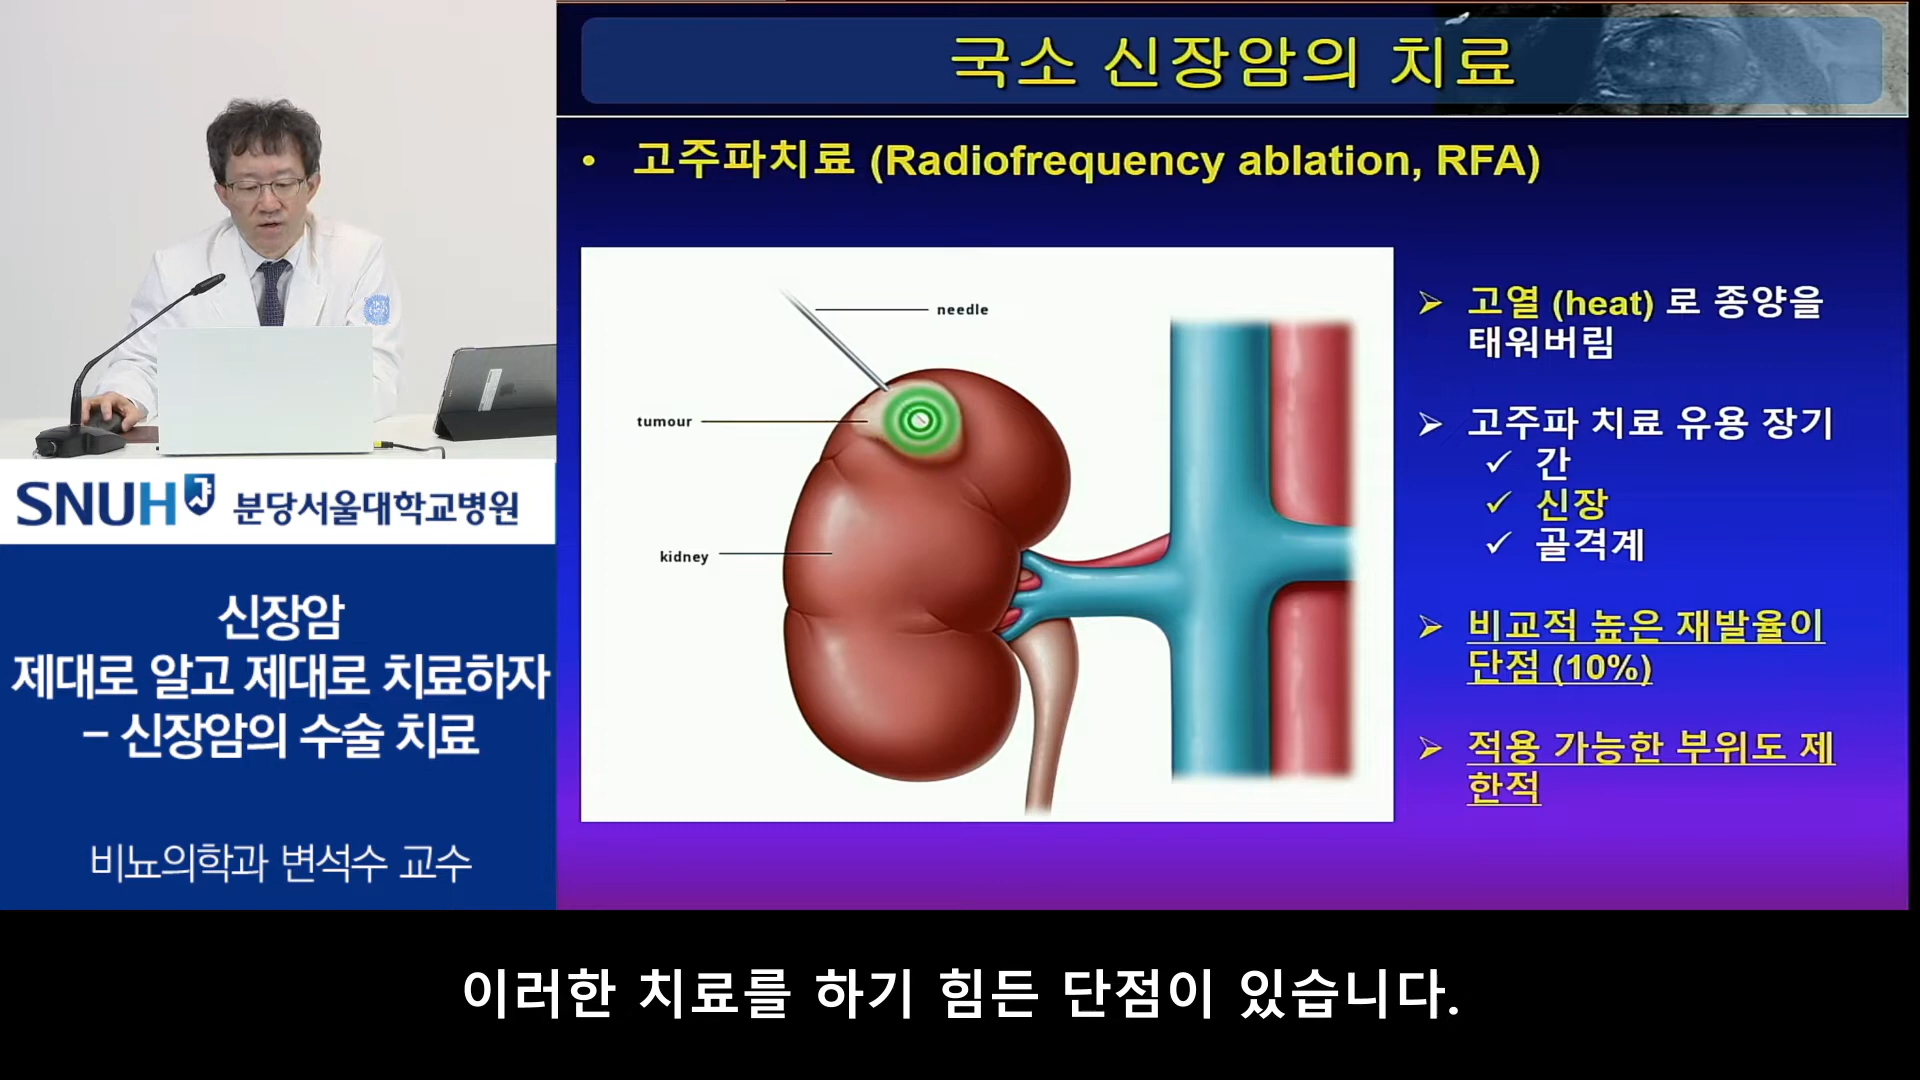 국소 신장암의 치료
• 고주파치료 (Radiofrequency ablation, RFA)
needle
tumour
kidney
➢ 고열 (heat) 로 종양을
태워버림
➢ 고주파 치료 유용 장기
✓ 간
✓ 신장
✓ 골격계
➢ 비교적 높은 재발율이
단점 (10%)
➢ 적용 가능한 부위도 제
한적
SNUH 분당서울대학교병원
신장암
제대로 알고 제대로 치료하자
– 신장암의 수술 치료
비뇨의학과 변석수 교수
이러한 치료를 하기 힘든 단점이 있습니다.